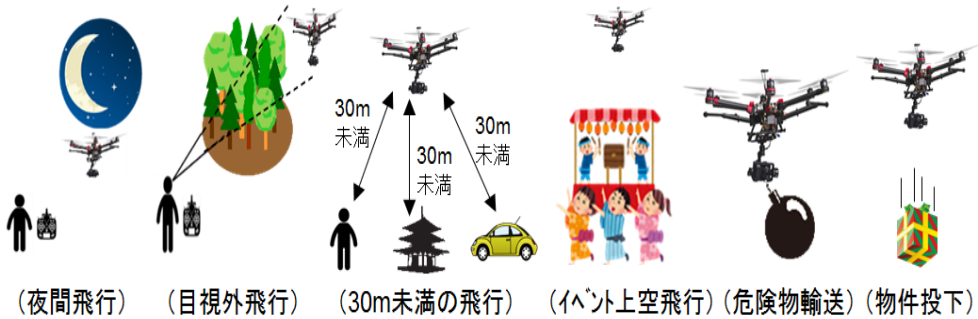 30m
未満
30m
未満
30m
未満
(夜間飛行)
(目視外飛行)
(30m未満の飛行)
(ｲﾍﾞﾝﾄ上空飛行)
(危険物輸送)
(物件投下)